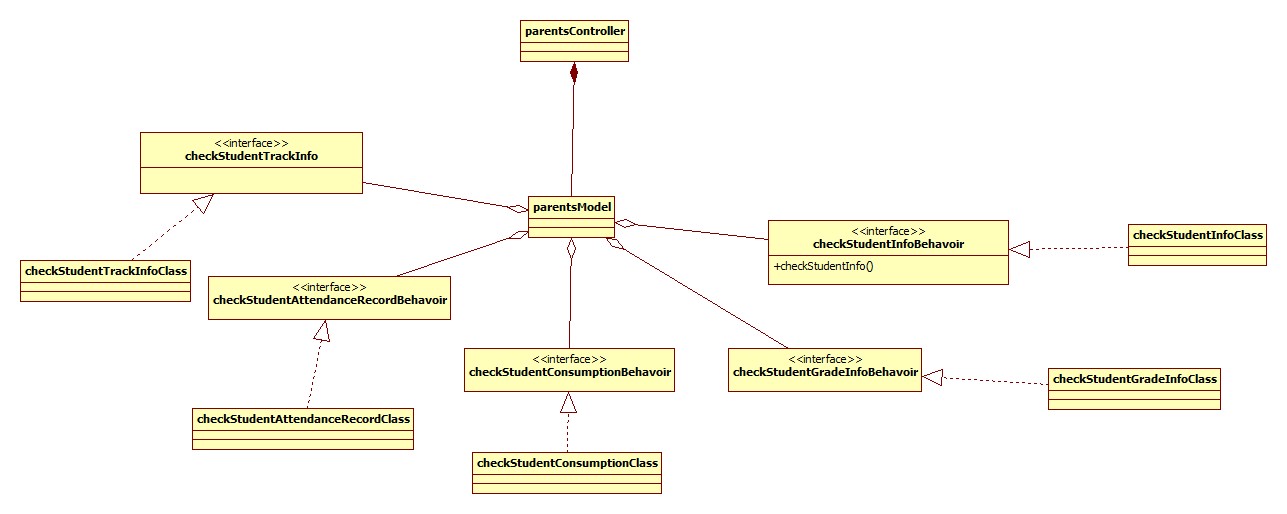 parentsController
<<interface>>
checkStudentTrackInfo
parentsModel
<<interface>>
checkStudentInfoBehavoir
+checkStudentInfo()
checkStudentInfoClass
checkStudentTrackInfoClass
<<interface>>
checkStudentAttendanceRecordBehavoir
<<interface>>
checkStudentConsumptionBehavoir
<<interface>>
checkStudentGradeInfoBehavoir
checkStudentGradeInfoClass
checkStudentAttendanceRecordClass
checkStudentConsumptionClass